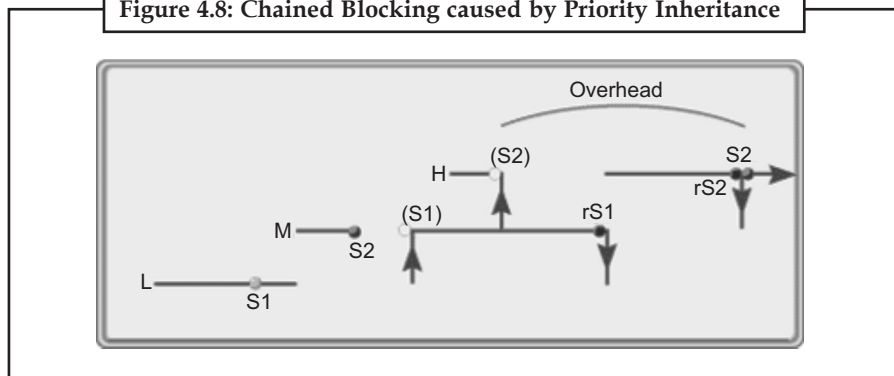 Figure 4.8: Chained Blocking caused by Priority Inheritance
Overhead
H
(S2)
S2
rS2
M
S2
(S1)
rS1
L
S1